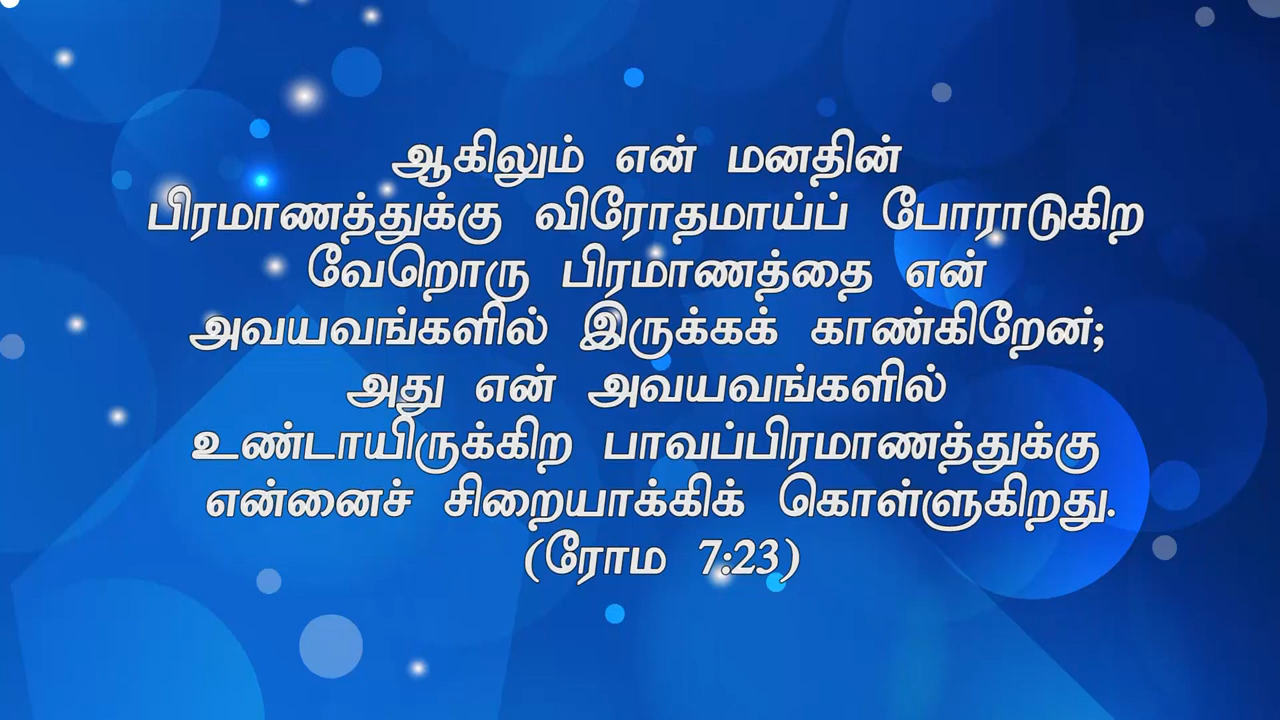 ஆகிலும் என் மனதின்
பிரமாணத்துக்கு விரோதமாய்ப் போராடுகிற
வேறொரு பிரமாணத்தை என்
அவயவங்களில் இருக்கக் காண்கிறேன்;
அது என் அவயவங்களில்
உண்டாயிருக்கிற பாவப்பிரமாணத்துக்கு
என்னைச் சிறையாக்கிக் கொள்ளுகிறது.
(ரோம 7:23)